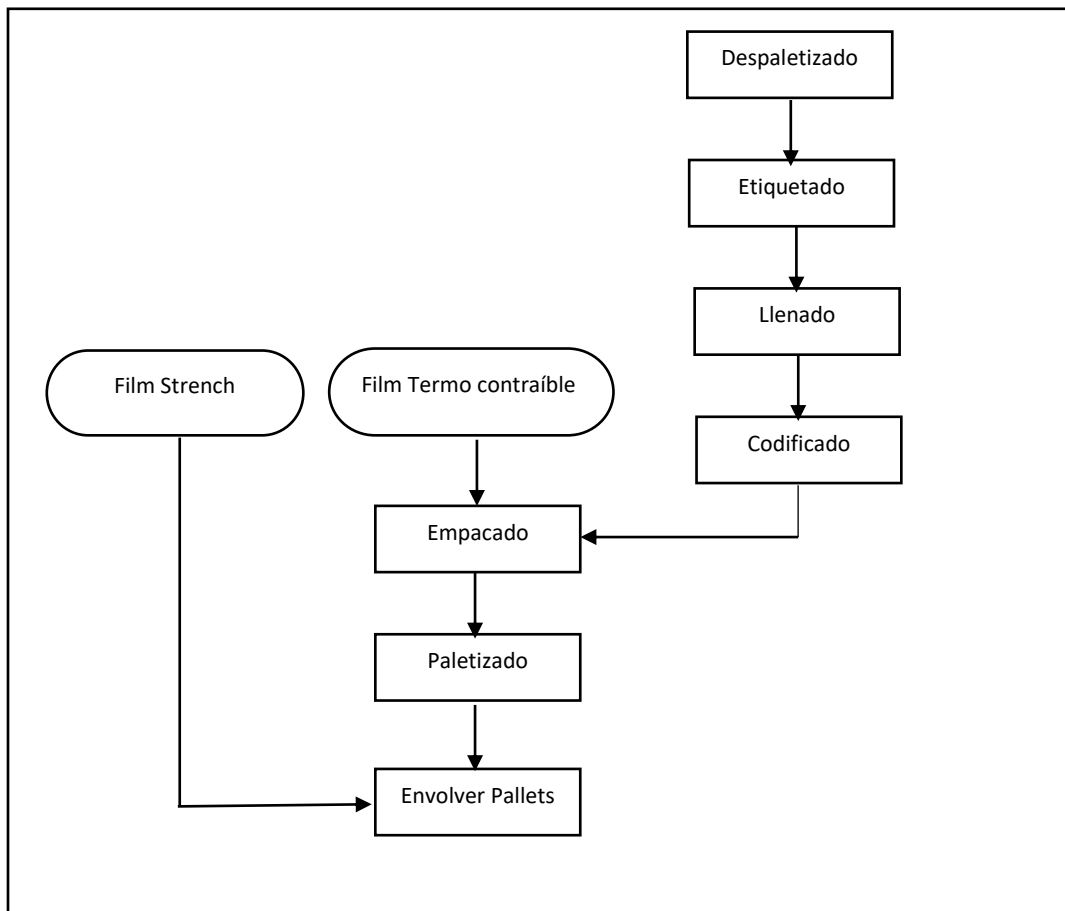 Despaletizado
Etiquetado
Llenado
Film Strench
Film Termo contraíble
Codificado
Empacado
Paletizado
Envolver Pallets